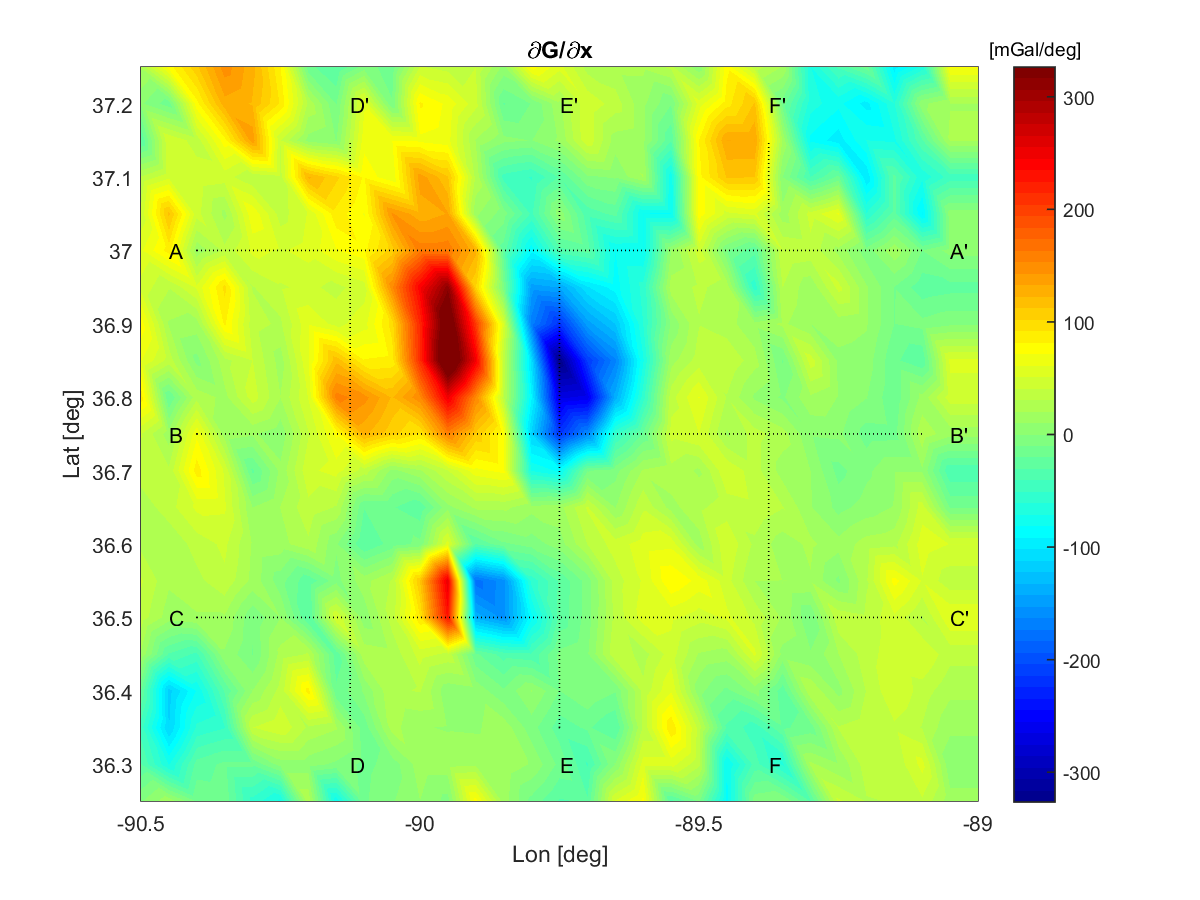 ∂G/∂x
[mGal/deg]
37.2
D'
E'
F'
300
37.1
200
37
A
A'
36.9
100
36.8
0
B
B'
Lat [deg]
36.7
-100
36.6
36.5
C
C'
-200
36.4
36.3
D
E
F
-300
-90.5
-90
-89.5
-89
Lon [deg]